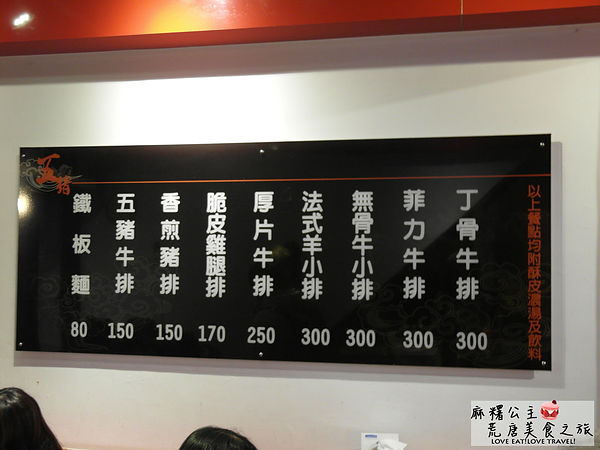 以上餐點均附酥皮濃湯及飲料
丁骨牛排 300
菲力牛排 300
無骨牛小排 300
法式羊小排 300
厚片牛排 250
脆皮雞腿排 170
香煎豬排 150
五豬牛排 150
鐵板麵 80
五豬
麻糬公主
荒唐美食之旅
LOVE EAT!LOVE TRAVEL!